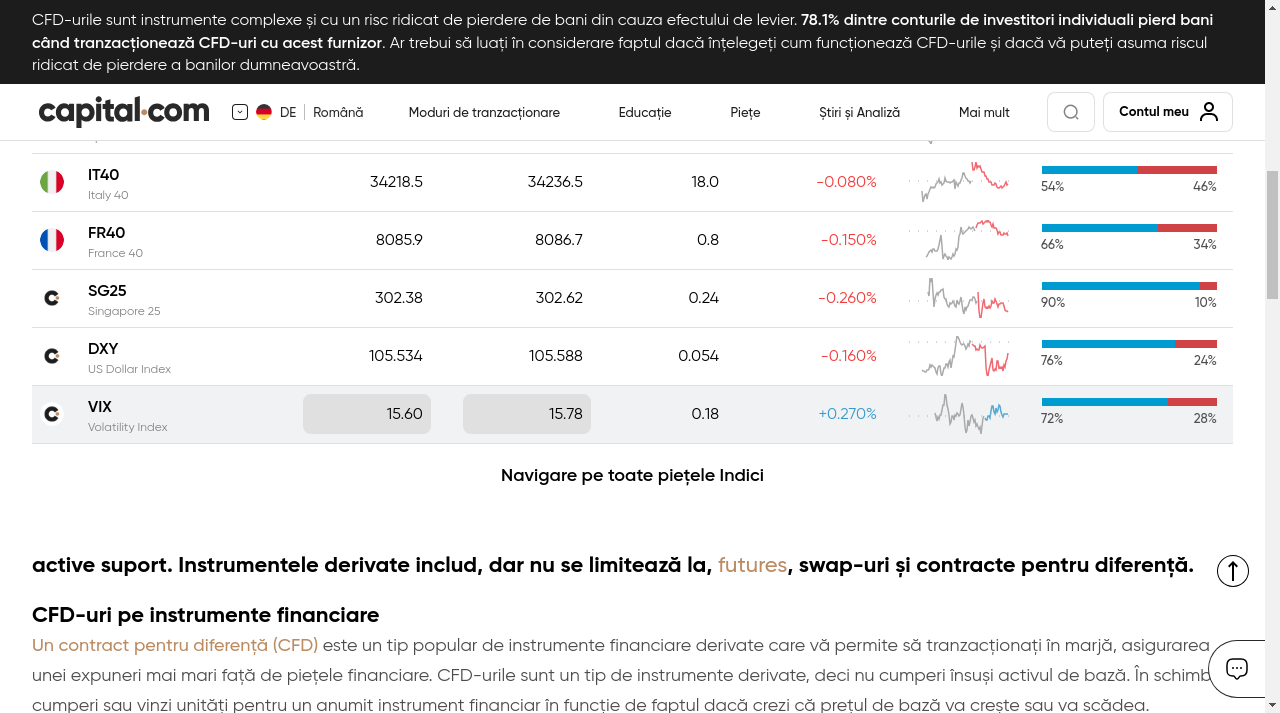 CFD-urile sunt instrumente complexe și cu un risc ridicat de pierdere de bani din cauza efectului de levier. 78.1% dintre conturile de investitori individuali pierd bani
când tranzacționează CFD-uri cu acest furnizor. Ar trebui să luați în considerare faptul dacă înțelegeți cum funcționează CFD-urile și dacă vă puteți asuma riscul
ridicat de pierdere a banilor dumneavoastră.
capital.com DE Română Moduri de tranzacționare Educație Piețe Știri și Analiză Mai mult Contul meu
IT40 34218.5 34236.5 18.0 -0.080% 54% 46%
Italy 40
FR40 8085.9 8086.7 0.8 -0.150% 66% 34%
France 40
SG25 302.38 302.62 0.24 -0.260% 90% 10%
Singapore 25
DXY 105.534 105.588 0.054 -0.160% 76% 24%
US Dollar Index
VIX 15.60 15.78 0.18 +0.270% 72% 28%
Volatility Index
Navigare pe toate piețele Indici
active suport. Instrumentele derivate includ, dar nu se limitează la, futures, swap-uri și contracte pentru diferență.
CFD-uri pe instrumente financiare
Un contract pentru diferență (CFD) este un tip popular de instrumente financiare derivate care vă permite să tranzacționați în marjă, asigurarea
unei expuneri mai mari față de piețele financiare. CFD-urile sunt un tip de instrumente derivate, deci nu cumperi însuși activul de bază. În schimb
cumperi sau vinzi unități pentru un anumit instrument financiar în funcție de faptul dacă crezi că prețul de bază va crește sau va scădea.